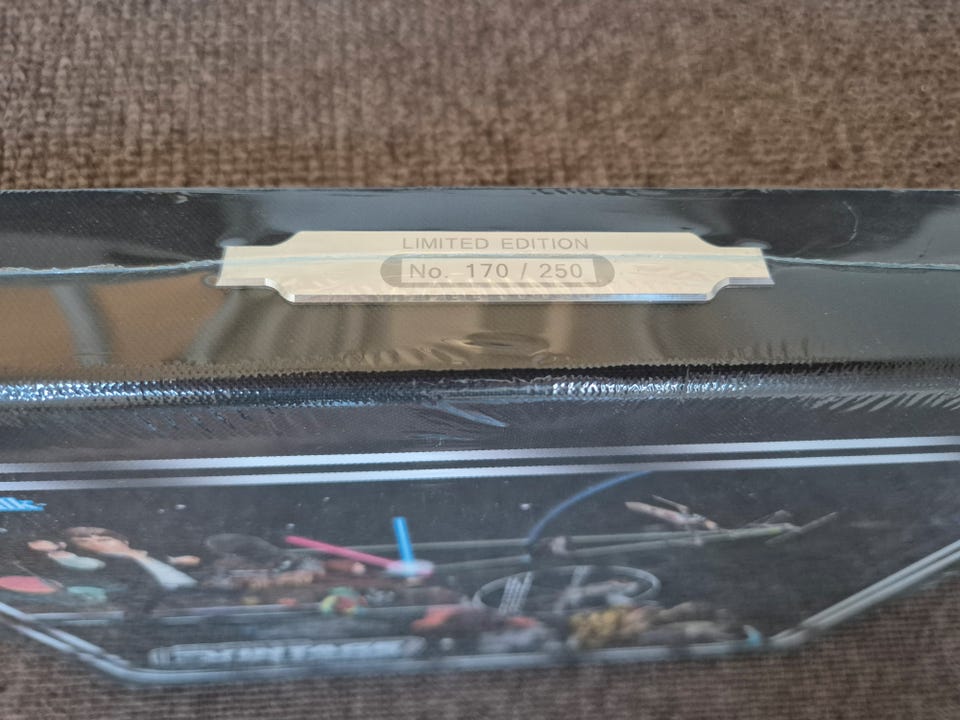 LIMITED EDITION
No. 170 / 250